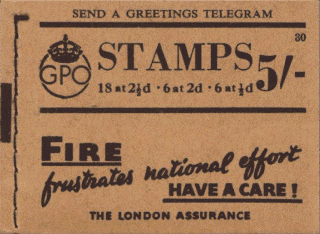 SEND A GREETINGS TELEGRAM
30
GPO
STAMPS 5/-
18 at 2½d · 6 at 2d · 6 at ½d
FIRE
frustrates national effort
HAVE A CARE!
THE LONDON ASSURANCE